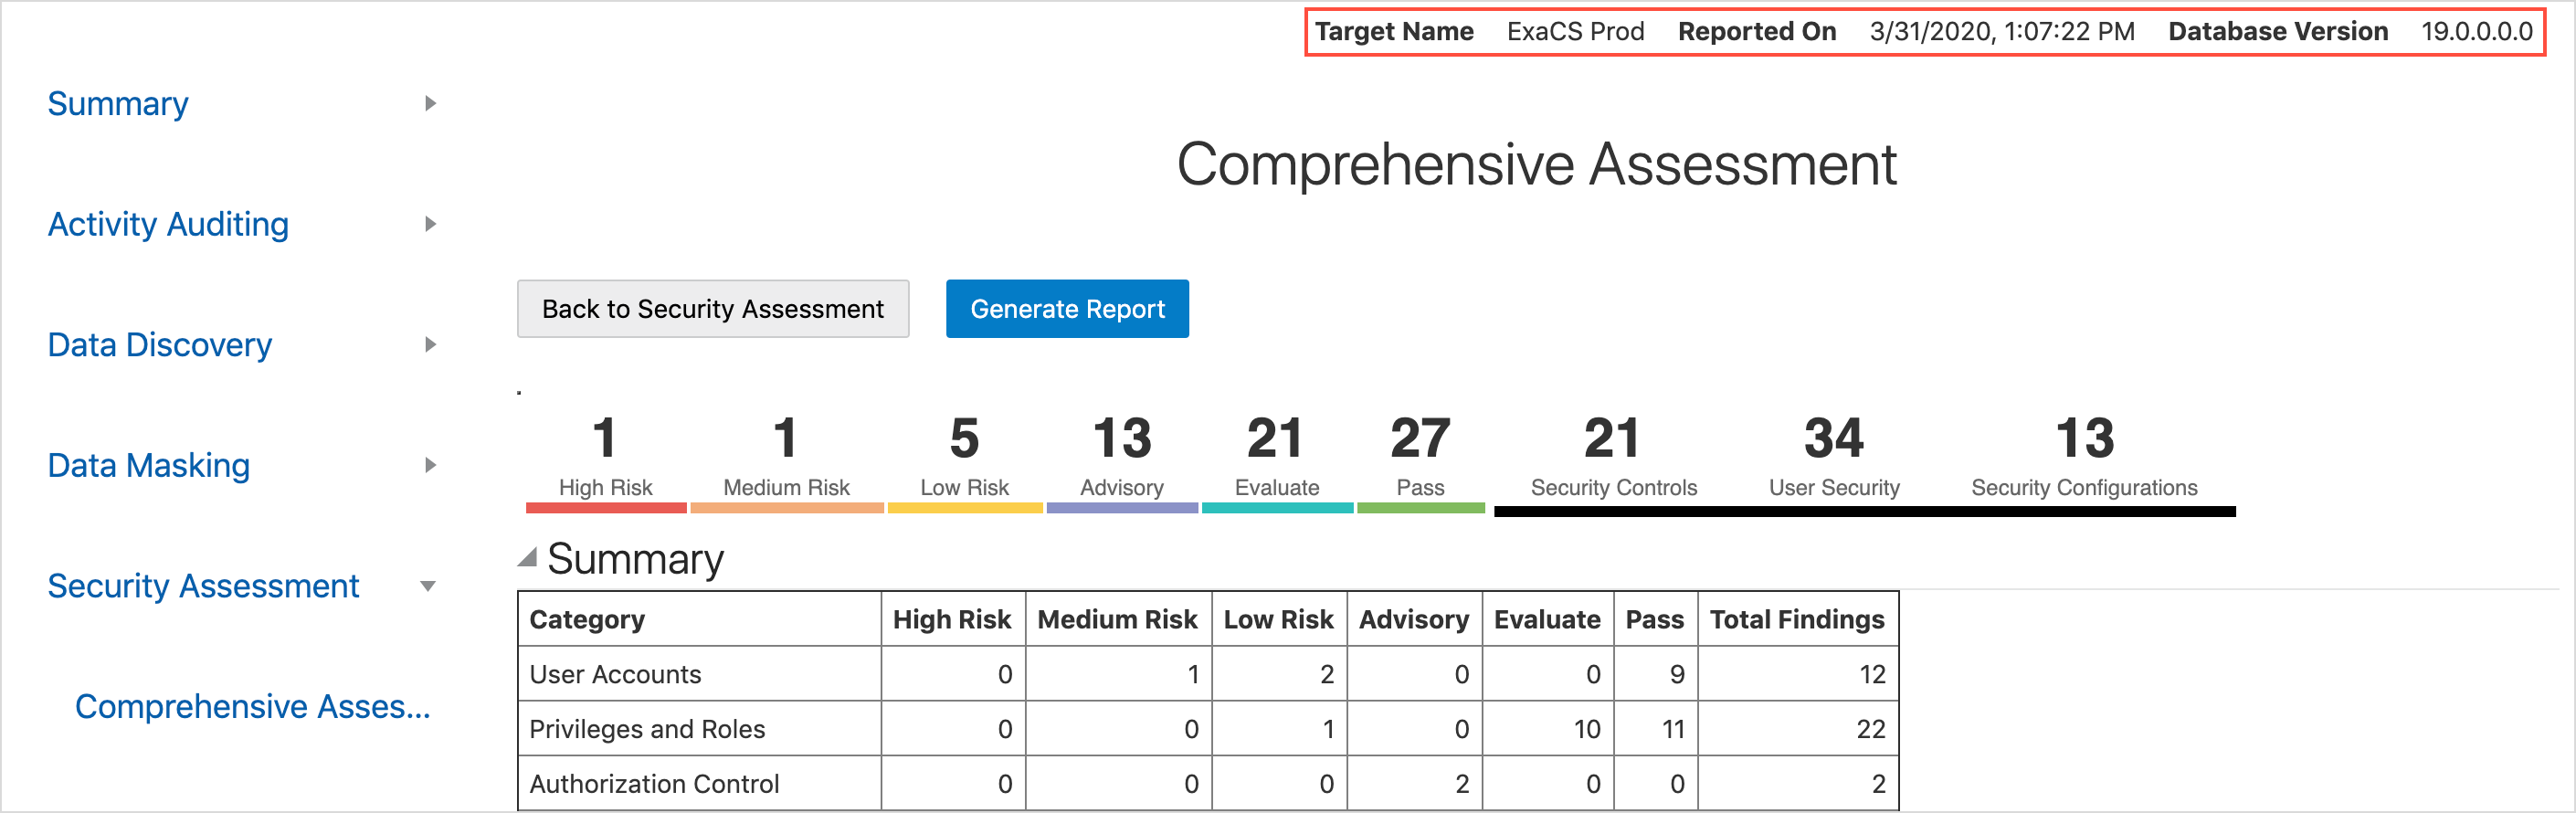 Target Name ExaCS Prod Reported On 3/31/2020, 1:07:22 PM Database Version 19.0.0.0.0
Summary
Activity Auditing
Data Discovery
Data Masking
Security Assessment
Comprehensive Asses...
Comprehensive Assessment
Back to Security Assessment Generate Report
.
1 1 5 13 21 27 21 34 13
High Risk Medium Risk Low Risk Advisory Evaluate Pass Security Controls User Security Security Configurations
Summary
Category High Risk Medium Risk Low Risk Advisory Evaluate Pass Total Findings
User Accounts 0 1 2 0 0 9 12
Privileges and Roles 0 0 1 0 10 11 22
Authorization Control 0 0 0 2 0 0 2